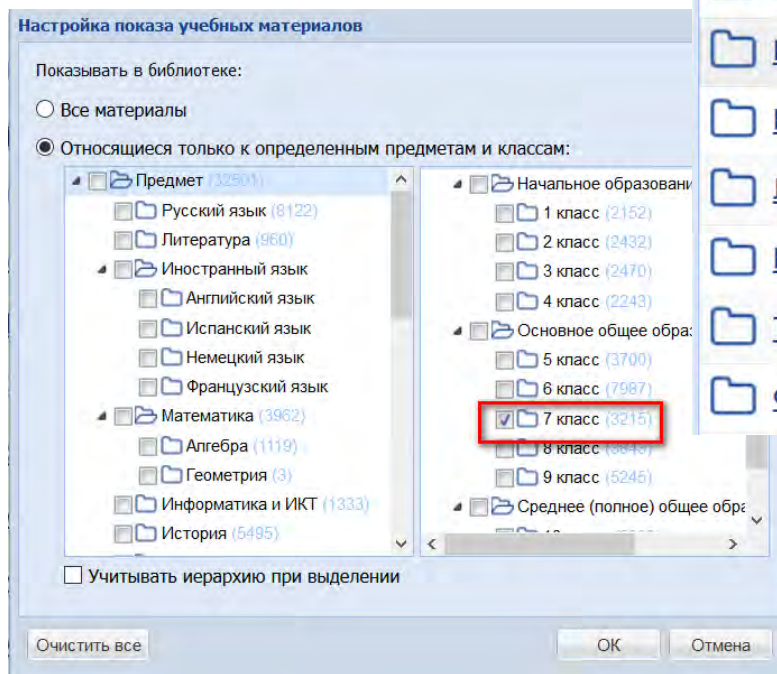 Настройка показа учебных материалов
Показывать в библиотеке:
Все материалы
Относящиеся только к определенным предметам и классам:
Предмет (32501)
Русский язык (8122)
Литература (960)
Иностранный язык
Английский язык
Испанский язык
Немецкий язык
Французский язык
Математика (3962)
Алгебра (1119)
Геометрия (3)
Информатика и ИКТ (1333)
История (5495)
Начальное образовани
1 класс (2152)
2 класс (2432)
3 класс (2470)
4 класс (2243)
Основное общее обра
5 класс (3700)
6 класс (7987)
7 класс (3215)
8 класс
9 класс (5245)
Среднее (полное) общее обра
Учитывать иерархию при выделении
Очистить все
ОК
Отмена